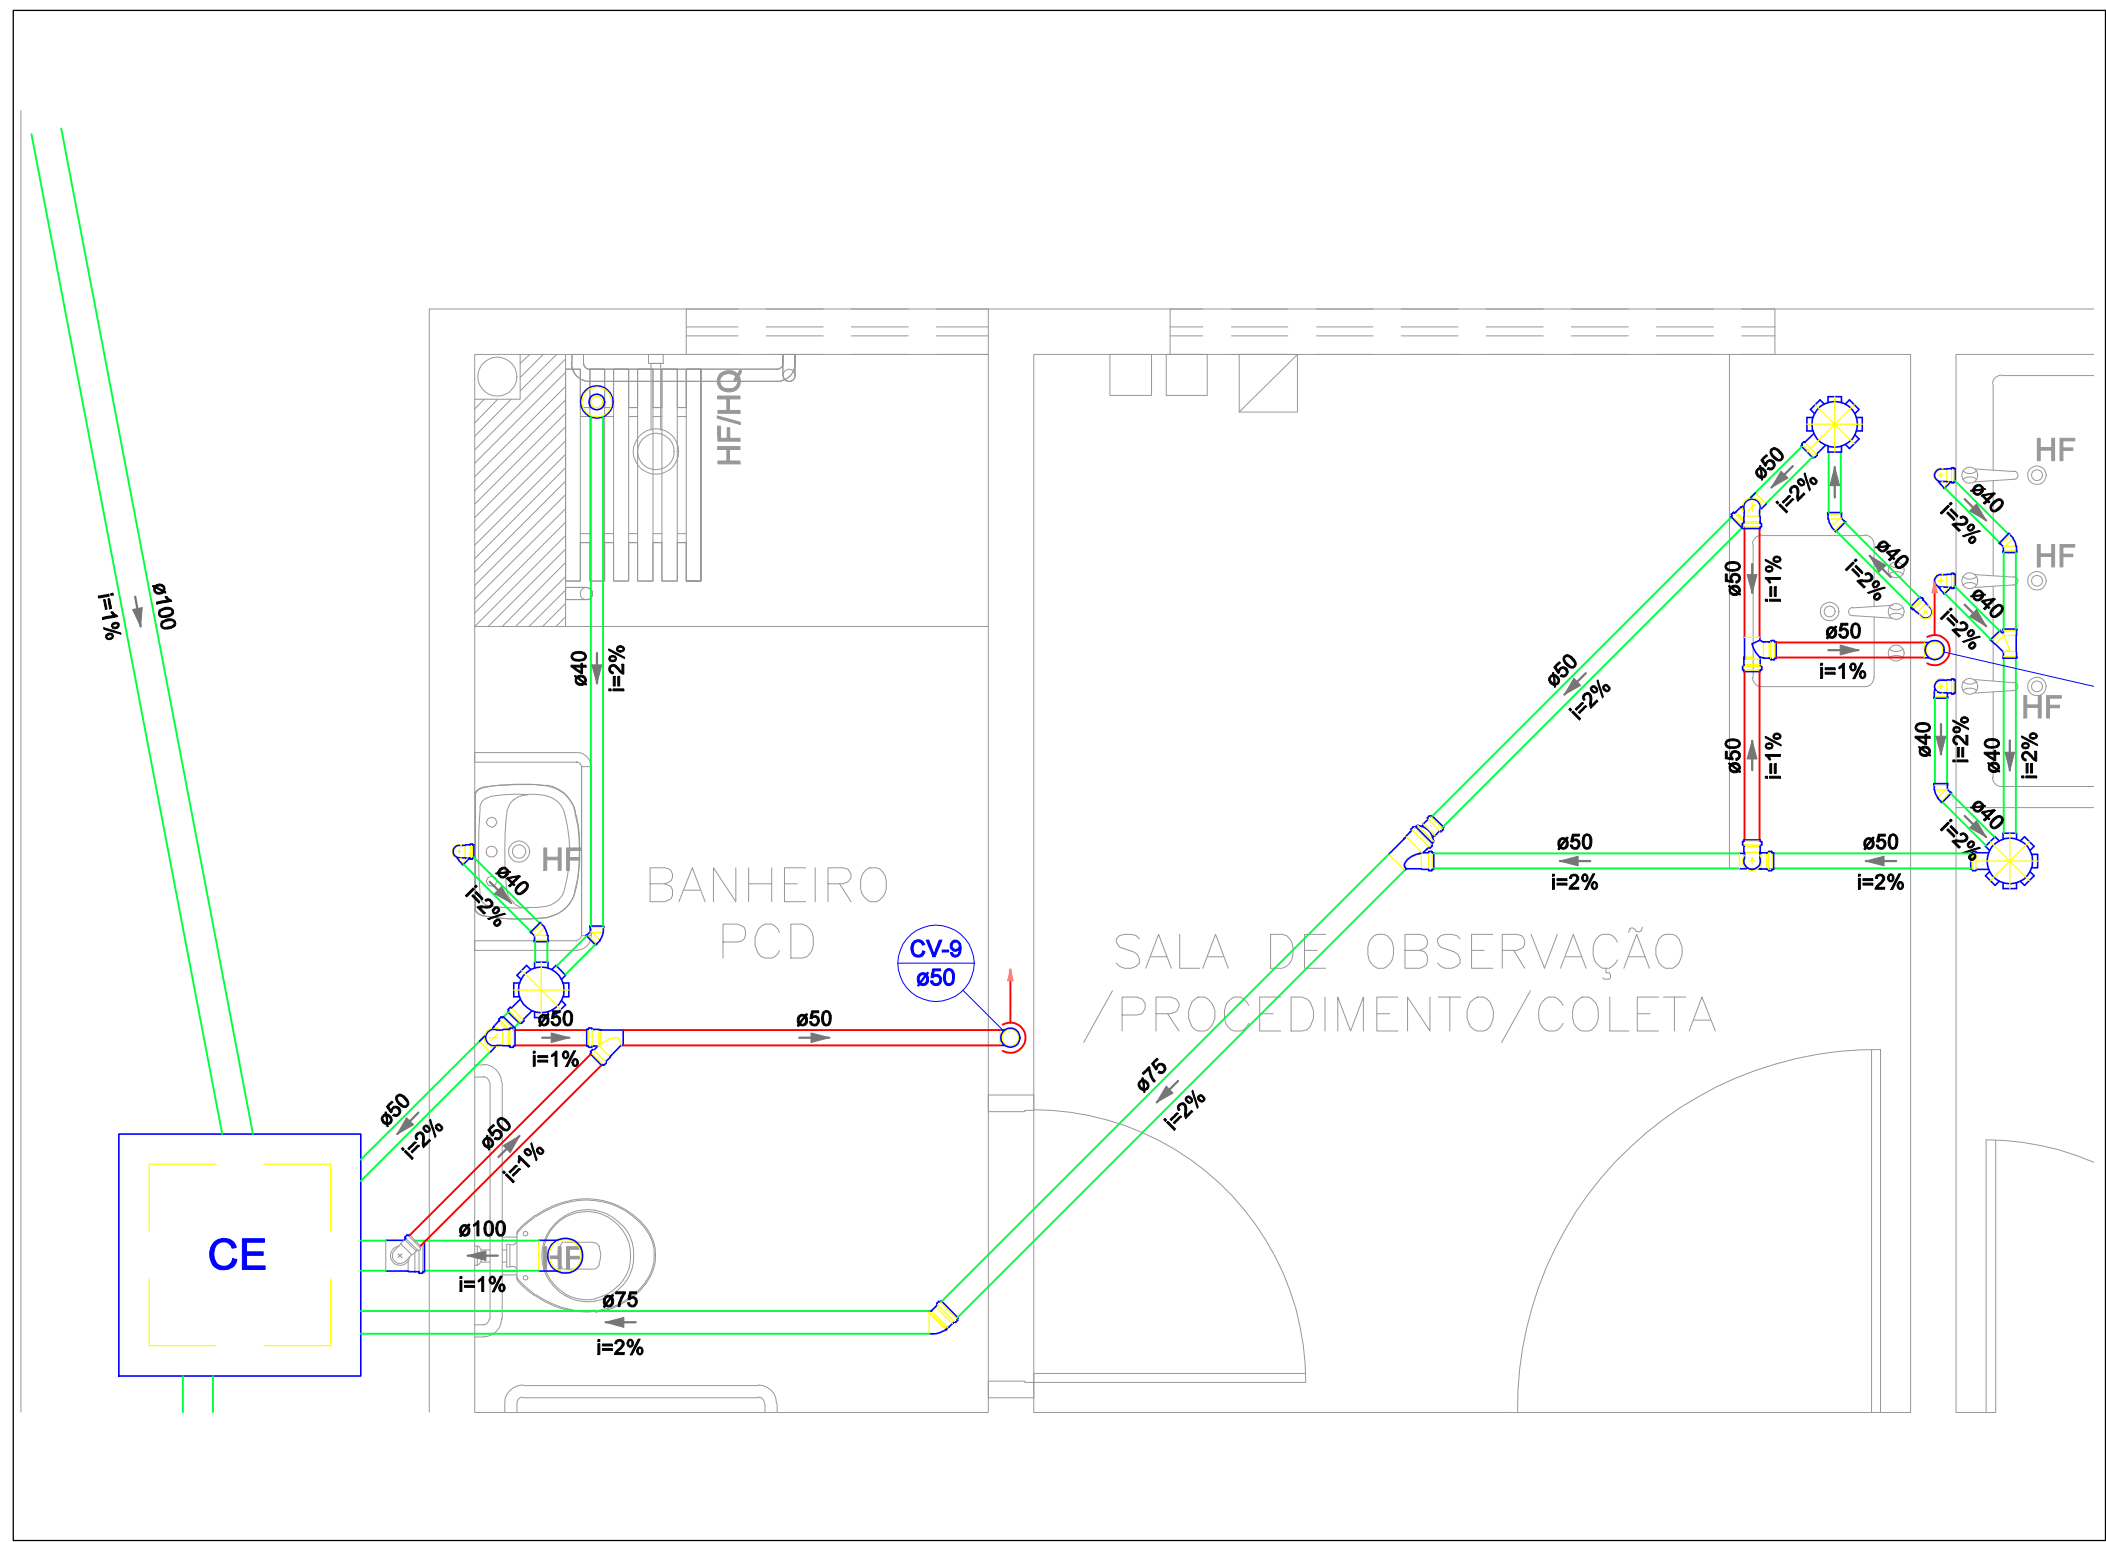 HF/HQ
HF
ø50
i=2%
ø40
i=2%
HF
ø40
i=2%
ø50
i=1%
ø40
i=2%
ø100
i=1%
ø50
i=1%
ø40
i=2%
ø50
i=2%
HF
ø50
i=1%
ø40
i=2%
ø40
i=2%
ø40
i=2%
HF
ø40
i=2%
BANHEIRO
PCD
ø50
i=2%
ø50
i=2%
CV-9
ø50
SALA DE OBSERVAÇÃO
/PROCEDIMENTO/COLETA
ø50
i=1%
ø50
ø50
i=2%
ø50
i=1%
ø75
i=2%
CE
ø100
i=1%
HF
ø75
i=2%